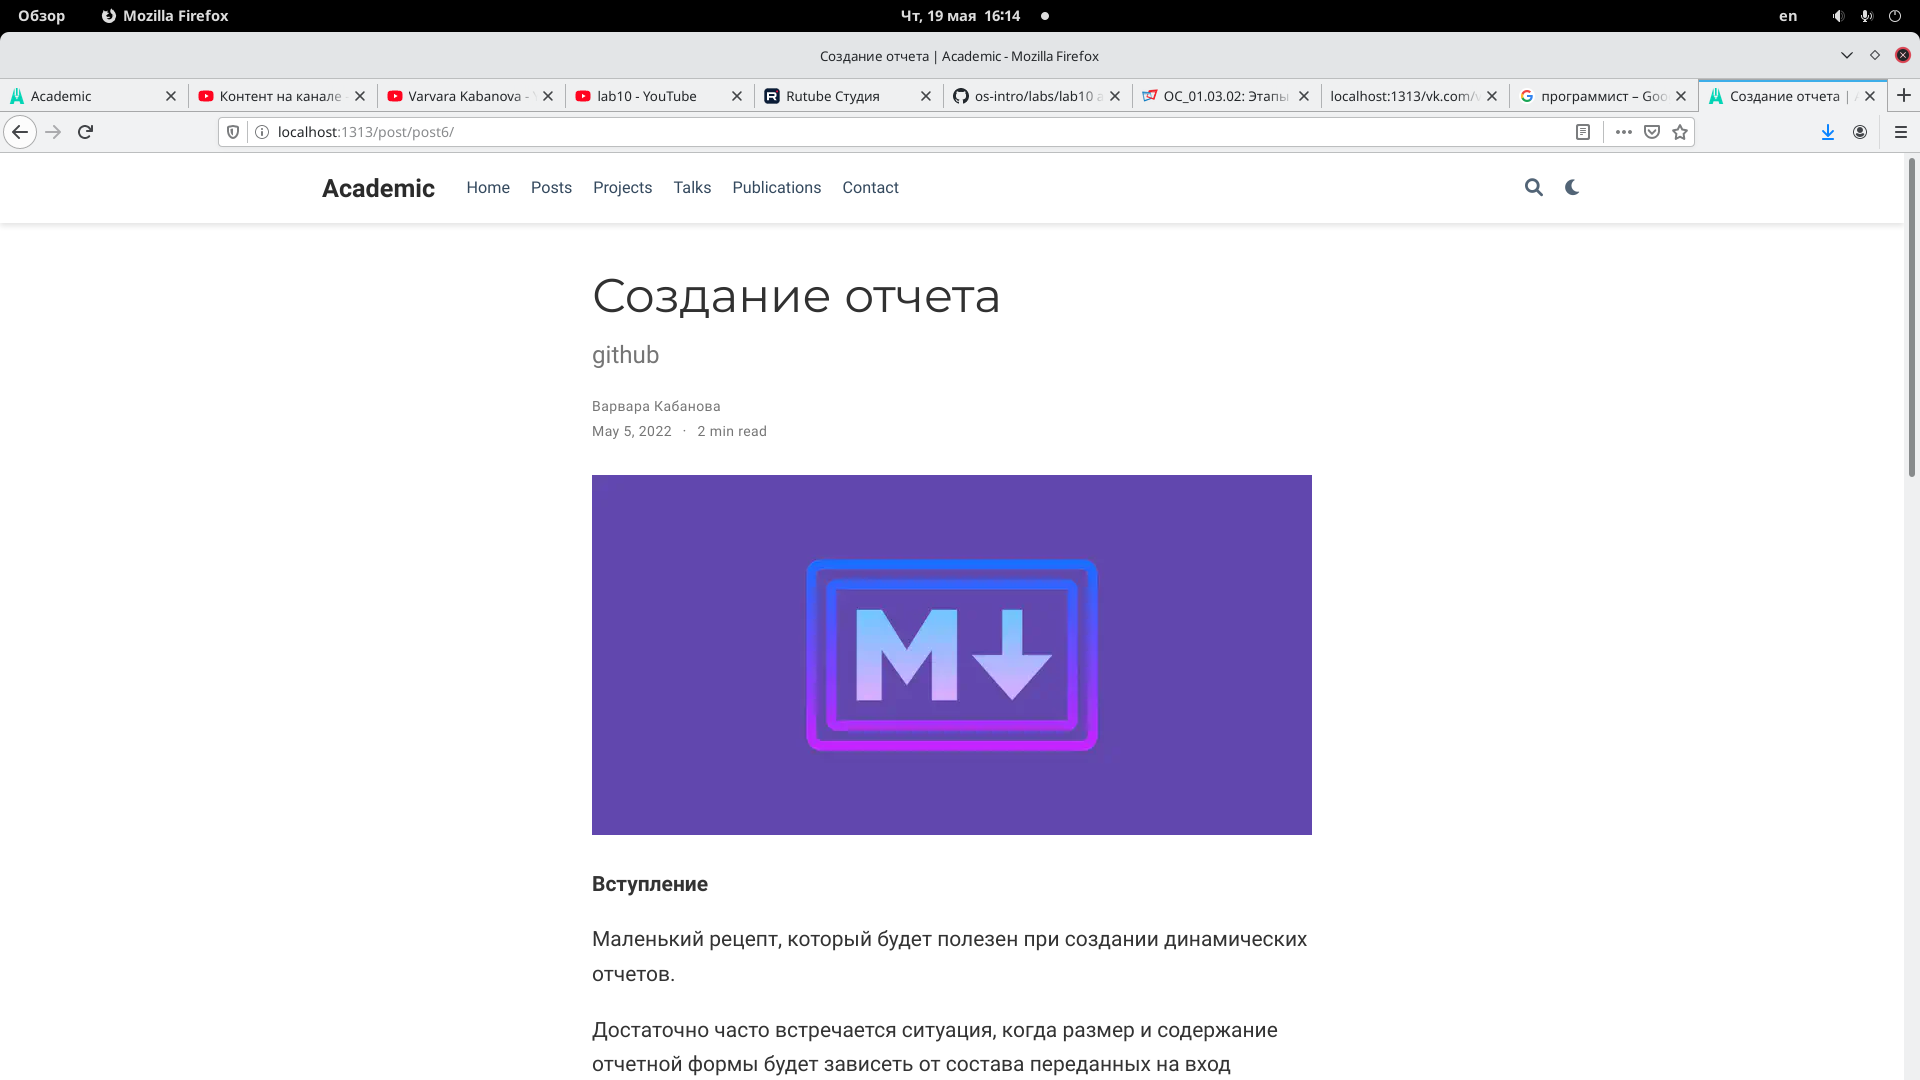 Обзор Mozilla Firefox Чт, 19 мая 16:14 en
Создание отчета | Academic - Mozilla Firefox
Academic Контент на канале Varvara Kabanova - lab10 - YouTube Rutube Студия os-intro/labs/lab10 ОС_01.03.02: Этапы localhost:1313/vk.com/ программист – Goo Создание отчета |
localhost:1313/post/post6/
Academic Home Posts Projects Talks Publications Contact
Создание отчета
github
Варвара Кабанова
May 5, 2022 · 2 min read
M
Вступление
Маленький рецепт, который будет полезен при создании динамических
отчетов.
Достаточно часто встречается ситуация, когда размер и содержание
отчетной формы будет зависеть от состава переданных на вход